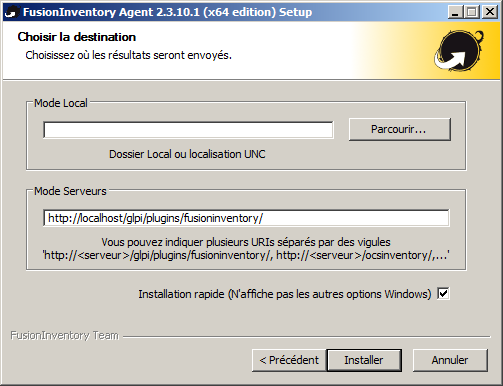 FusionInventory Agent 2.3.10.1 (x64 edition) Setup
Choisir la destination
Choisissez où les résultats seront envoyés.
Mode Local
Parcourir...
Dossier Local ou localisation UNC
Mode Serveurs
http://localhost/glpi/plugins/fusioninventory/
Vous pouvez indiquer plusieurs URIs séparés par des vigules
'http://<serveur>/glpi/plugins/fusioninventory/, http://<serveur>/ocsinventory/,...'
Installation rapide (N'affiche pas les autres options Windows)
FusionInventory Team
< Précédent
Installer
Annuler